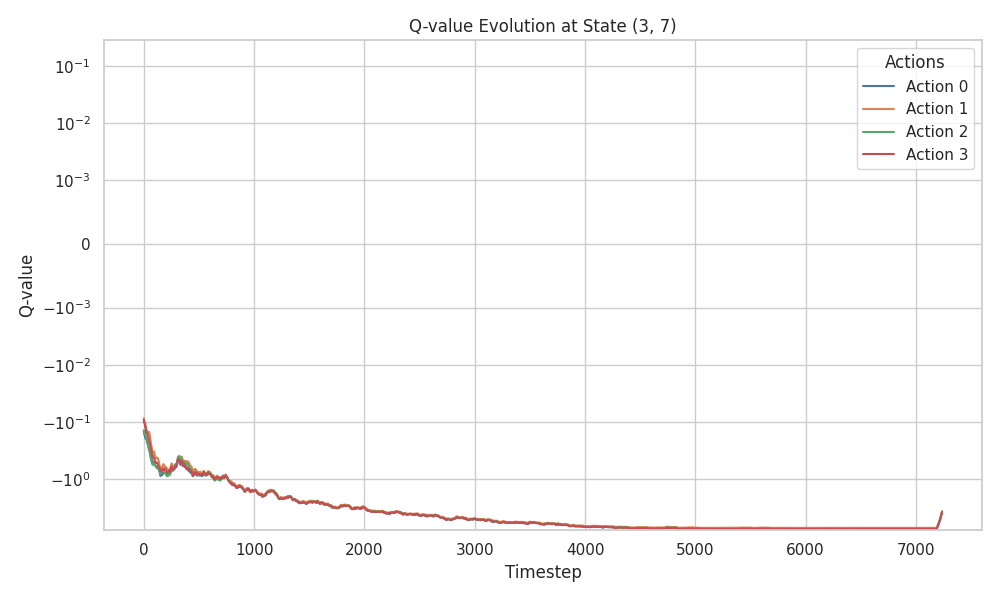 Q-value Evolution at State (3, 7)
Actions
Action 0
Action 1
Action 2
Action 3
10⁻¹
10⁻²
10⁻³
0
−10⁻³
−10⁻²
−10⁻¹
−10⁰
Q-value
0 1000 2000 3000 4000 5000 6000 7000
Timestep